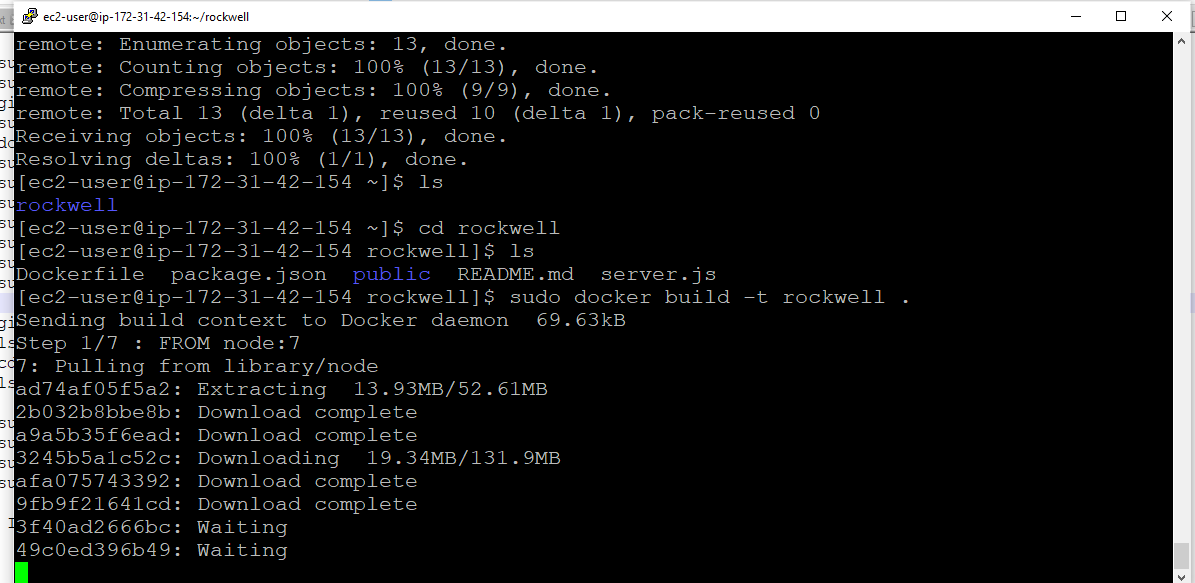 ec2-user@ip-172-31-42-154:~/rockwell
remote: Enumerating objects: 13, done.
remote: Counting objects: 100% (13/13), done.
remote: Compressing objects: 100% (9/9), done.
remote: Total 13 (delta 1), reused 10 (delta 1), pack-reused 0
Receiving objects: 100% (13/13), done.
Resolving deltas: 100% (1/1), done.
[ec2-user@ip-172-31-42-154 ~]$ ls
rockwell
[ec2-user@ip-172-31-42-154 ~]$ cd rockwell
[ec2-user@ip-172-31-42-154 rockwell]$ ls
Dockerfile  package.json  public  README.md  server.js
[ec2-user@ip-172-31-42-154 rockwell]$ sudo docker build -t rockwell .
Sending build context to Docker daemon  69.63kB
Step 1/7 : FROM node:7
7: Pulling from library/node
ad74af05f5a2: Extracting  13.93MB/52.61MB
2b032b8bbe8b: Download complete
a9a5b35f6ead: Download complete
3245b5a1c52c: Downloading  19.34MB/131.9MB
afa075743392: Download complete
9fb9f21641cd: Download complete
3f40ad2666bc: Waiting
49c0ed396b49: Waiting